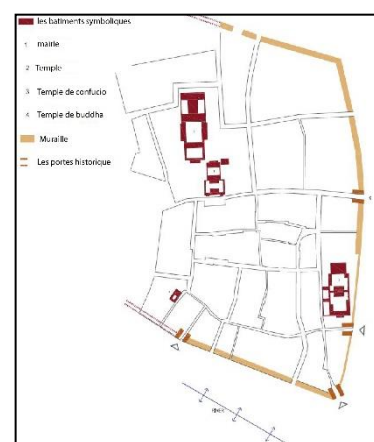 les batiments symboliques
1 mairie
2 Temple
3 Temple de confucio
4 Temple de buddha
Muraille
Les portes historique
RIVER